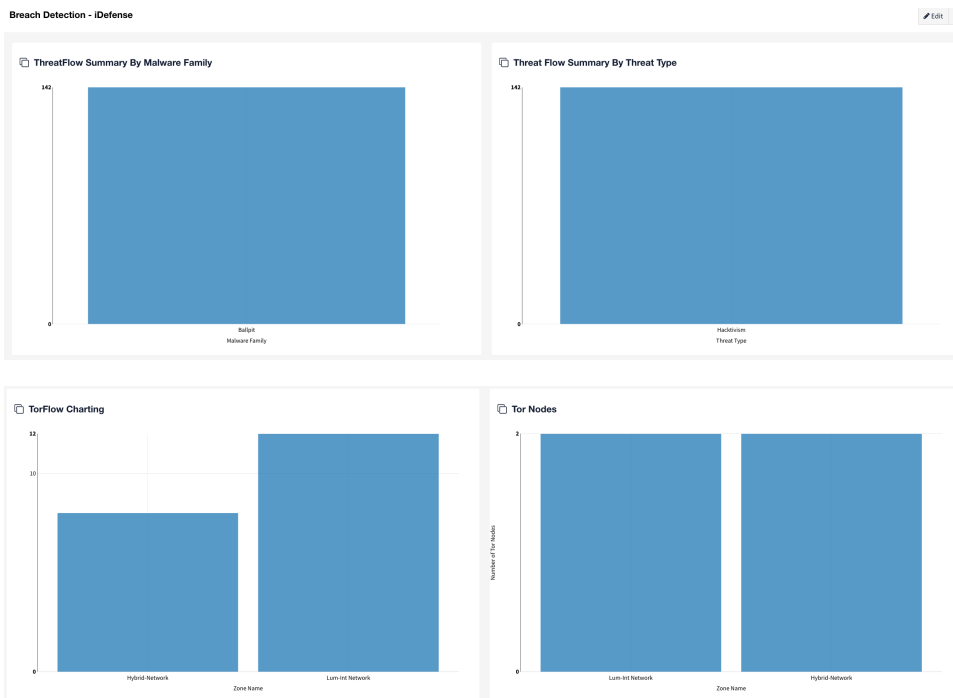 Breach Detection - iDefense
Edit
ThreatFlow Summary By Malware Family
142
0
Ballpit
Malware Family
Threat Flow Summary By Threat Type
142
0
Hacktivism
Threat Type
TorFlow Charting
12
10
0
Hybrid-Network
Lum-Int Network
Zone Name
Tor Nodes
2
Number of Tor Nodes
0
Lum-Int Network
Hybrid-Network
Zone Name